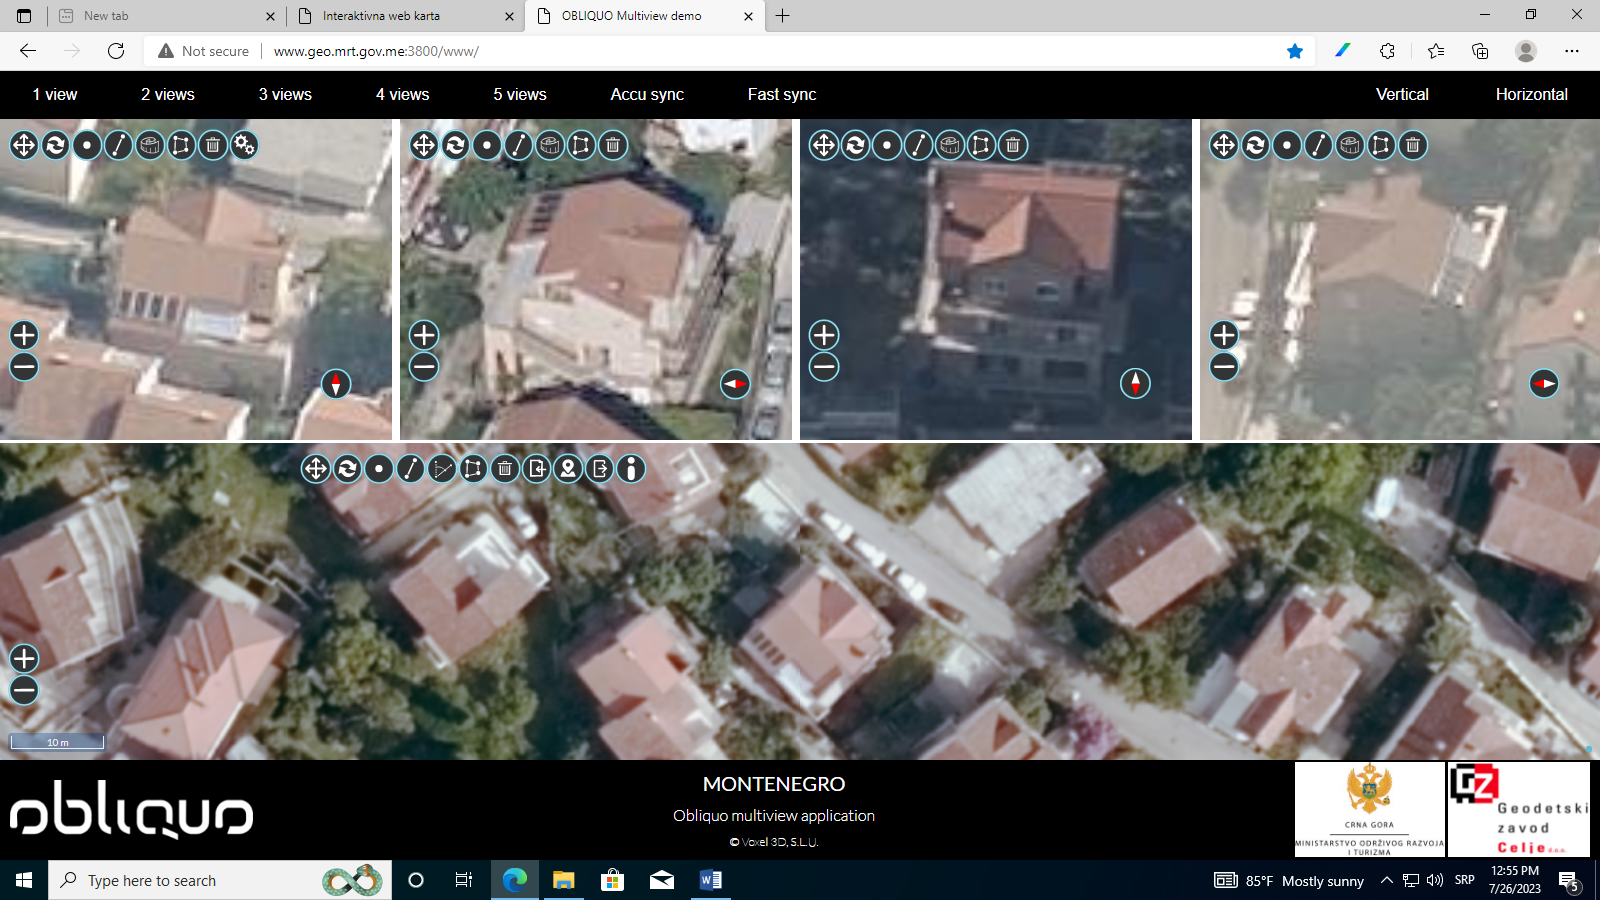 New tab
Interaktivna web karta
OBLIQUO Multiview demo
Not secure
www.geo.mrt.gov.me:3800/www/
1 view
2 views
3 views
4 views
5 views
Accu sync
Fast sync
Vertical
Horizontal
10 m
obliquo
MONTENEGRO
Obliquo multiview application
© Voxel 3D, S.L.U.
CRNA GORA
MINISTARSTVO ODRŽIVOG RAZVOJA
I TURIZMA
GZ
Geodetski
zavod
Celje d.o.o.
Type here to search
85°F Mostly sunny
SRP
12:55 PM
7/26/2023
5